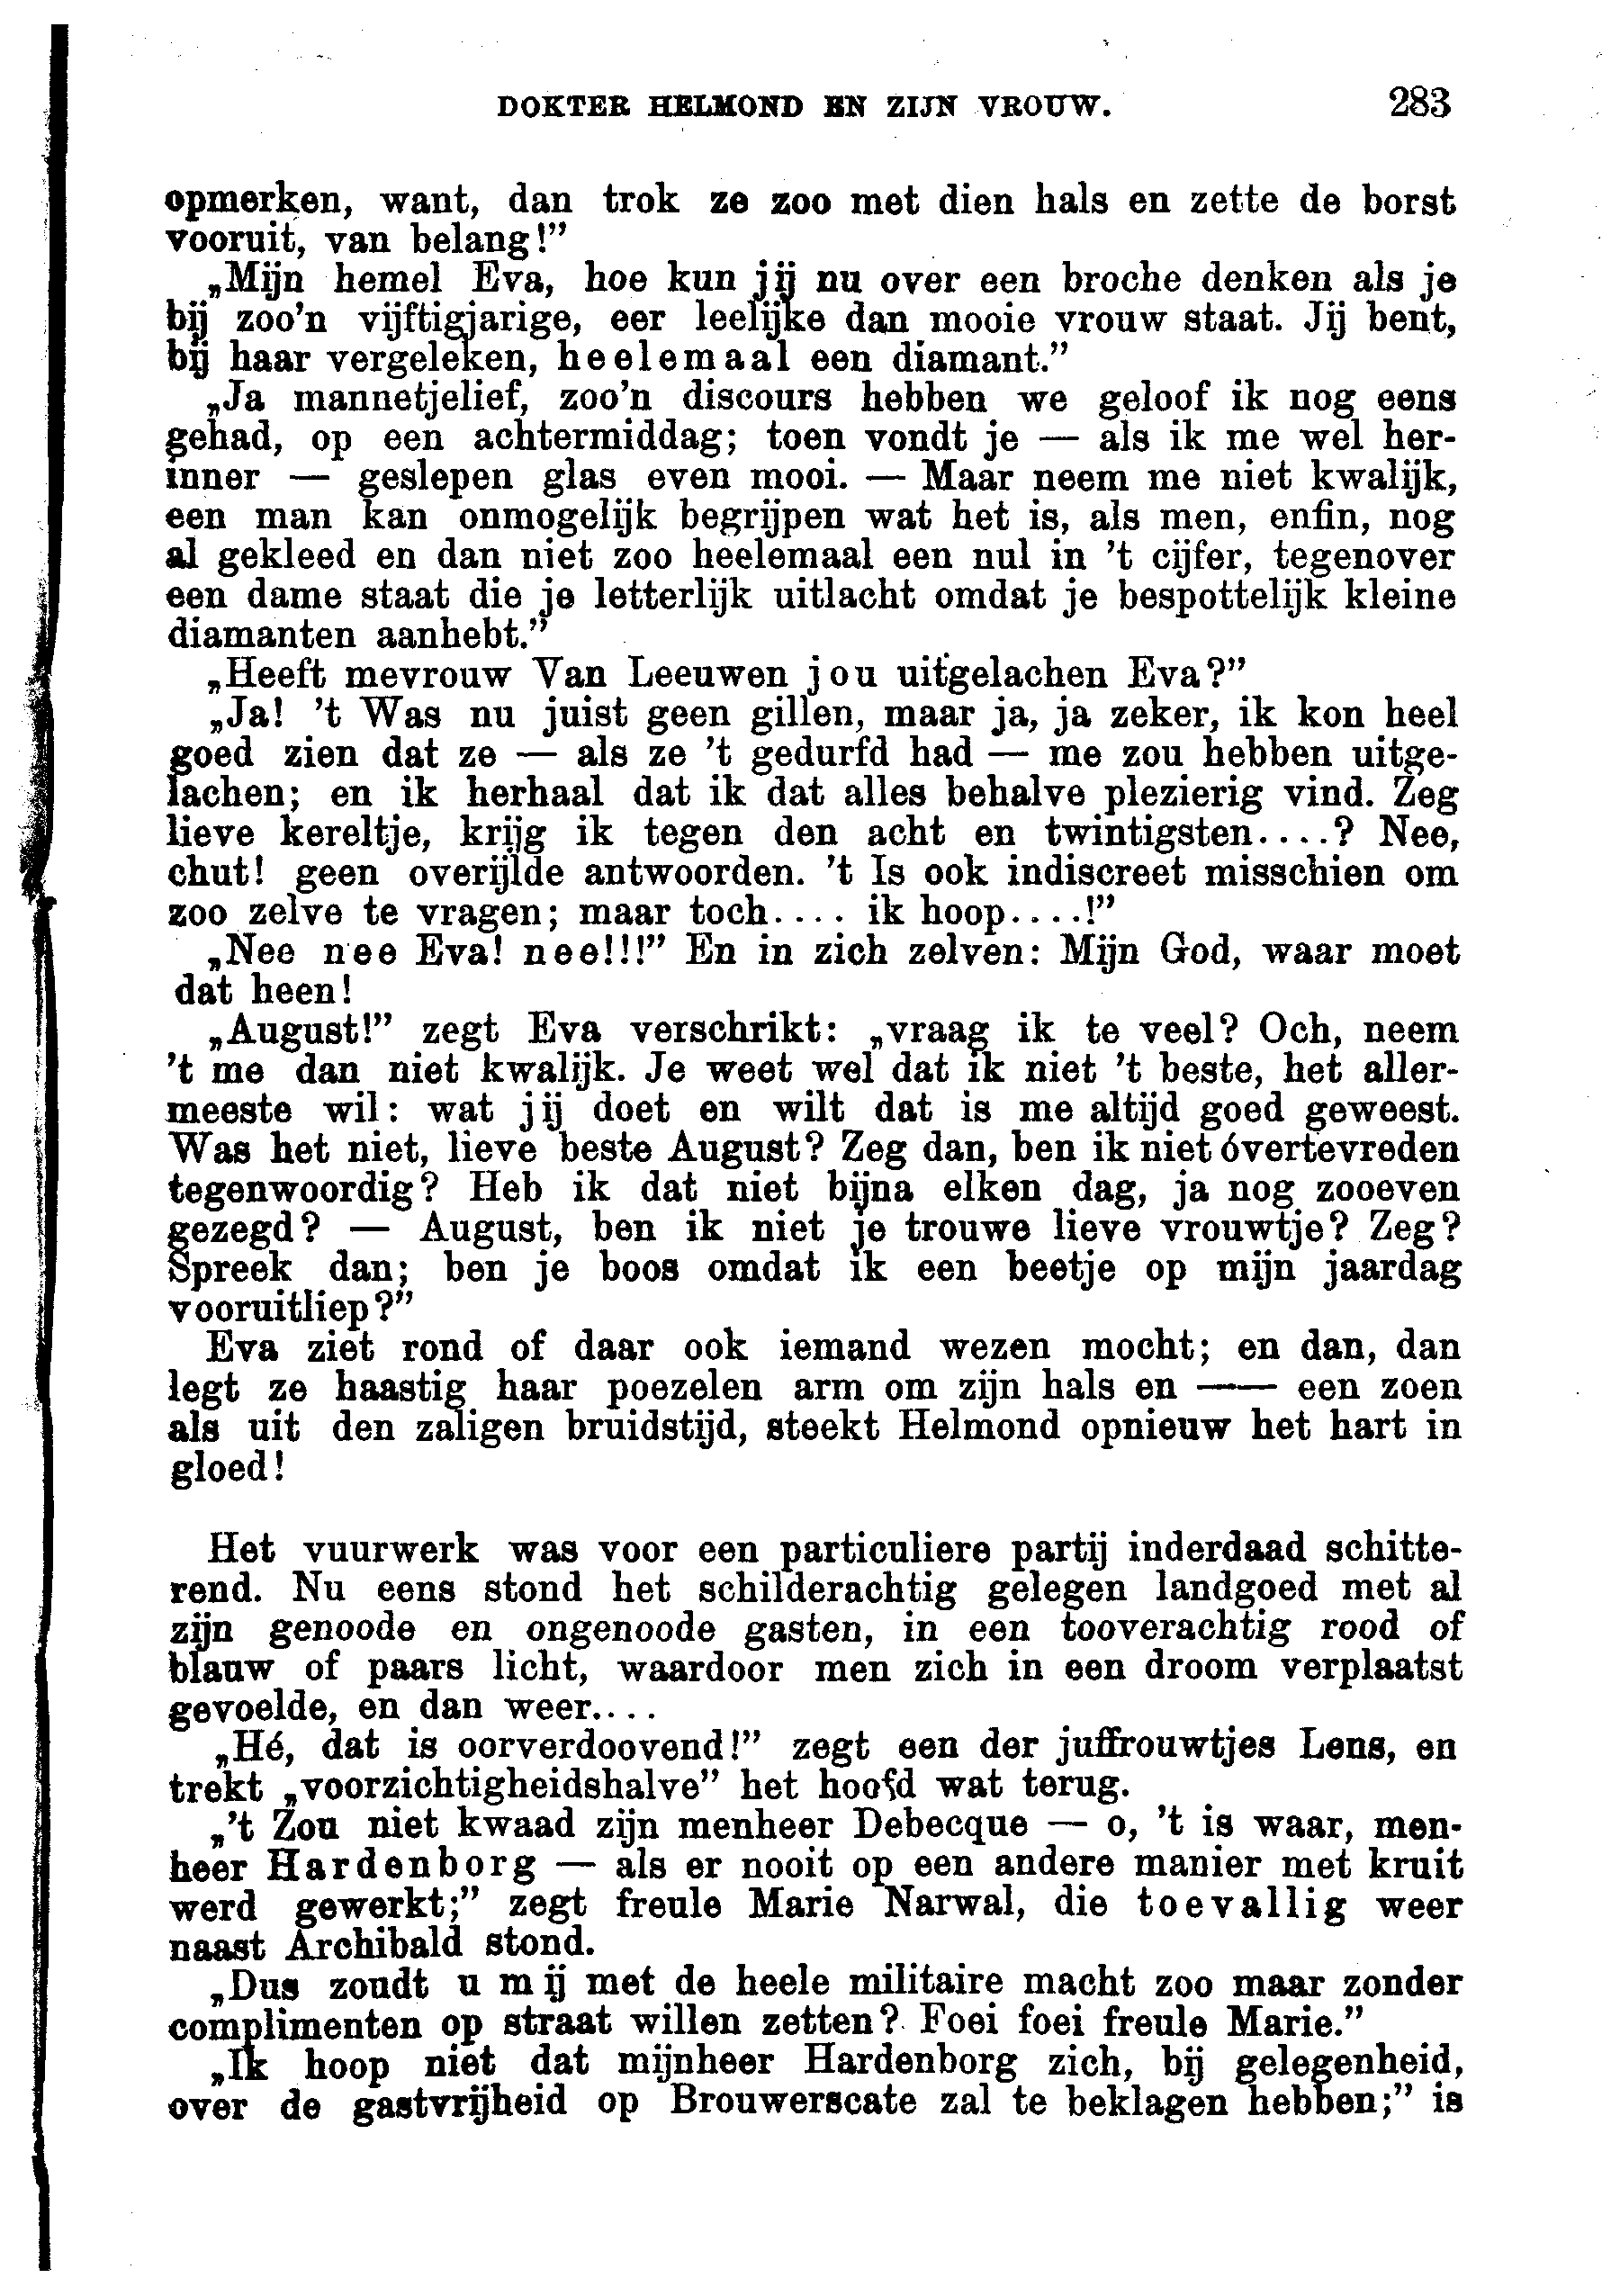 DOKTER HELMOND EN ZIJN VROUW. 283
opmerken, want, dan trok ze zoo met dien hals en zette de borst
vooruit, van belang!”
„Mijn hemel Eva, hoe kun jij nu over een broche denken als je
bij zoo’n vijftigjarige, eer leelijke dan mooie vrouw staat. Jij bent,
bij haar vergeleken, heelemaal een diamant.”
„Ja mannetjelief, zoo’n discours hebben we geloof ik nog eens
gehad, op een achtermiddag; toen vondt je — als ik me wel her-
inner — geslepen glas even mooi. — Maar neem me niet kwalijk,
een man kan onmogelijk begrijpen wat het is, als men, enfin, nog
al gekleed en dan niet zoo heelemaal een nul in ’t cijfer, tegenover
een dame staat die je letterlijk uitlacht omdat je bespottelijk kleine
diamanten aanhebt.”
„Heeft mevrouw Van Leeuwen jou uitgelachen Eva?”
„Ja! ’t Was nu juist geen gillen, maar ja, ja zeker, ik kon heel
goed zien dat ze — als ze ’t gedurfd had — me zou hebben uitge-
lachen; en ik herhaal dat ik dat alles behalve plezierig vind. Zeg
lieve kereltje, krijg ik tegen den acht en twintigsten....? Nee,
chut! geen overijlde antwoorden. ’t Is ook indiscreet misschien om
zoo zelve te vragen; maar toch.... ik hoop....!”
„Nee nee Eva! nee!!!” En in zich zelven: Mijn God, waar moet
dat heen!
„August!” zegt Eva verschrikt: „vraag ik te veel? Och, neem
’t me dan niet kwalijk. Je weet wel dat ik niet ’t beste, het aller-
meeste wil: wat jij doet en wilt dat is me altijd goed geweest.
Was het niet, lieve beste August? Zeg dan, ben ik niet óvertevreden
tegenwoordig? Heb ik dat niet bijna elken dag, ja nog zooeven
gezegd? — August, ben ik niet je trouwe lieve vrouwtje? Zeg?
Spreek dan; ben je boos omdat ik een beetje op mijn jaardag
vooruitliep?”
Eva ziet rond of daar ook iemand wezen mocht; en dan, dan
legt ze haastig haar poezelen arm om zijn hals en —— een zoen
als uit den zaligen bruidstijd, steekt Helmond opnieuw het hart in
gloed!
Het vuurwerk was voor een particuliere partij inderdaad schitte-
rend. Nu eens stond het schilderachtig gelegen landgoed met al
zijn genoode en ongenoode gasten, in een tooverachtig rood of
blauw of paars licht, waardoor men zich in een droom verplaatst
gevoelde, en dan weer....
„Hé, dat is oorverdoovend!” zegt een der juffrouwtjes Lens, en
trekt „voorzichtigheidshalve” het hoofd wat terug.
„’t Zou niet kwaad zijn menheer Debecque — o, ’t is waar, men-
heer Hardenborg — als er nooit op een andere manier met kruit
werd gewerkt;” zegt freule Marie Narwal, die toevallig weer
naast Archibald stond.
„Dus zoudt u mij met de heele militaire macht zoo maar zonder
complimenten op straat willen zetten? Foei foei freule Marie.”
„Ik hoop niet dat mijnheer Hardenborg zich, bij gelegenheid,
over de gastvrijheid op Brouwerscate zal te beklagen hebben;” is